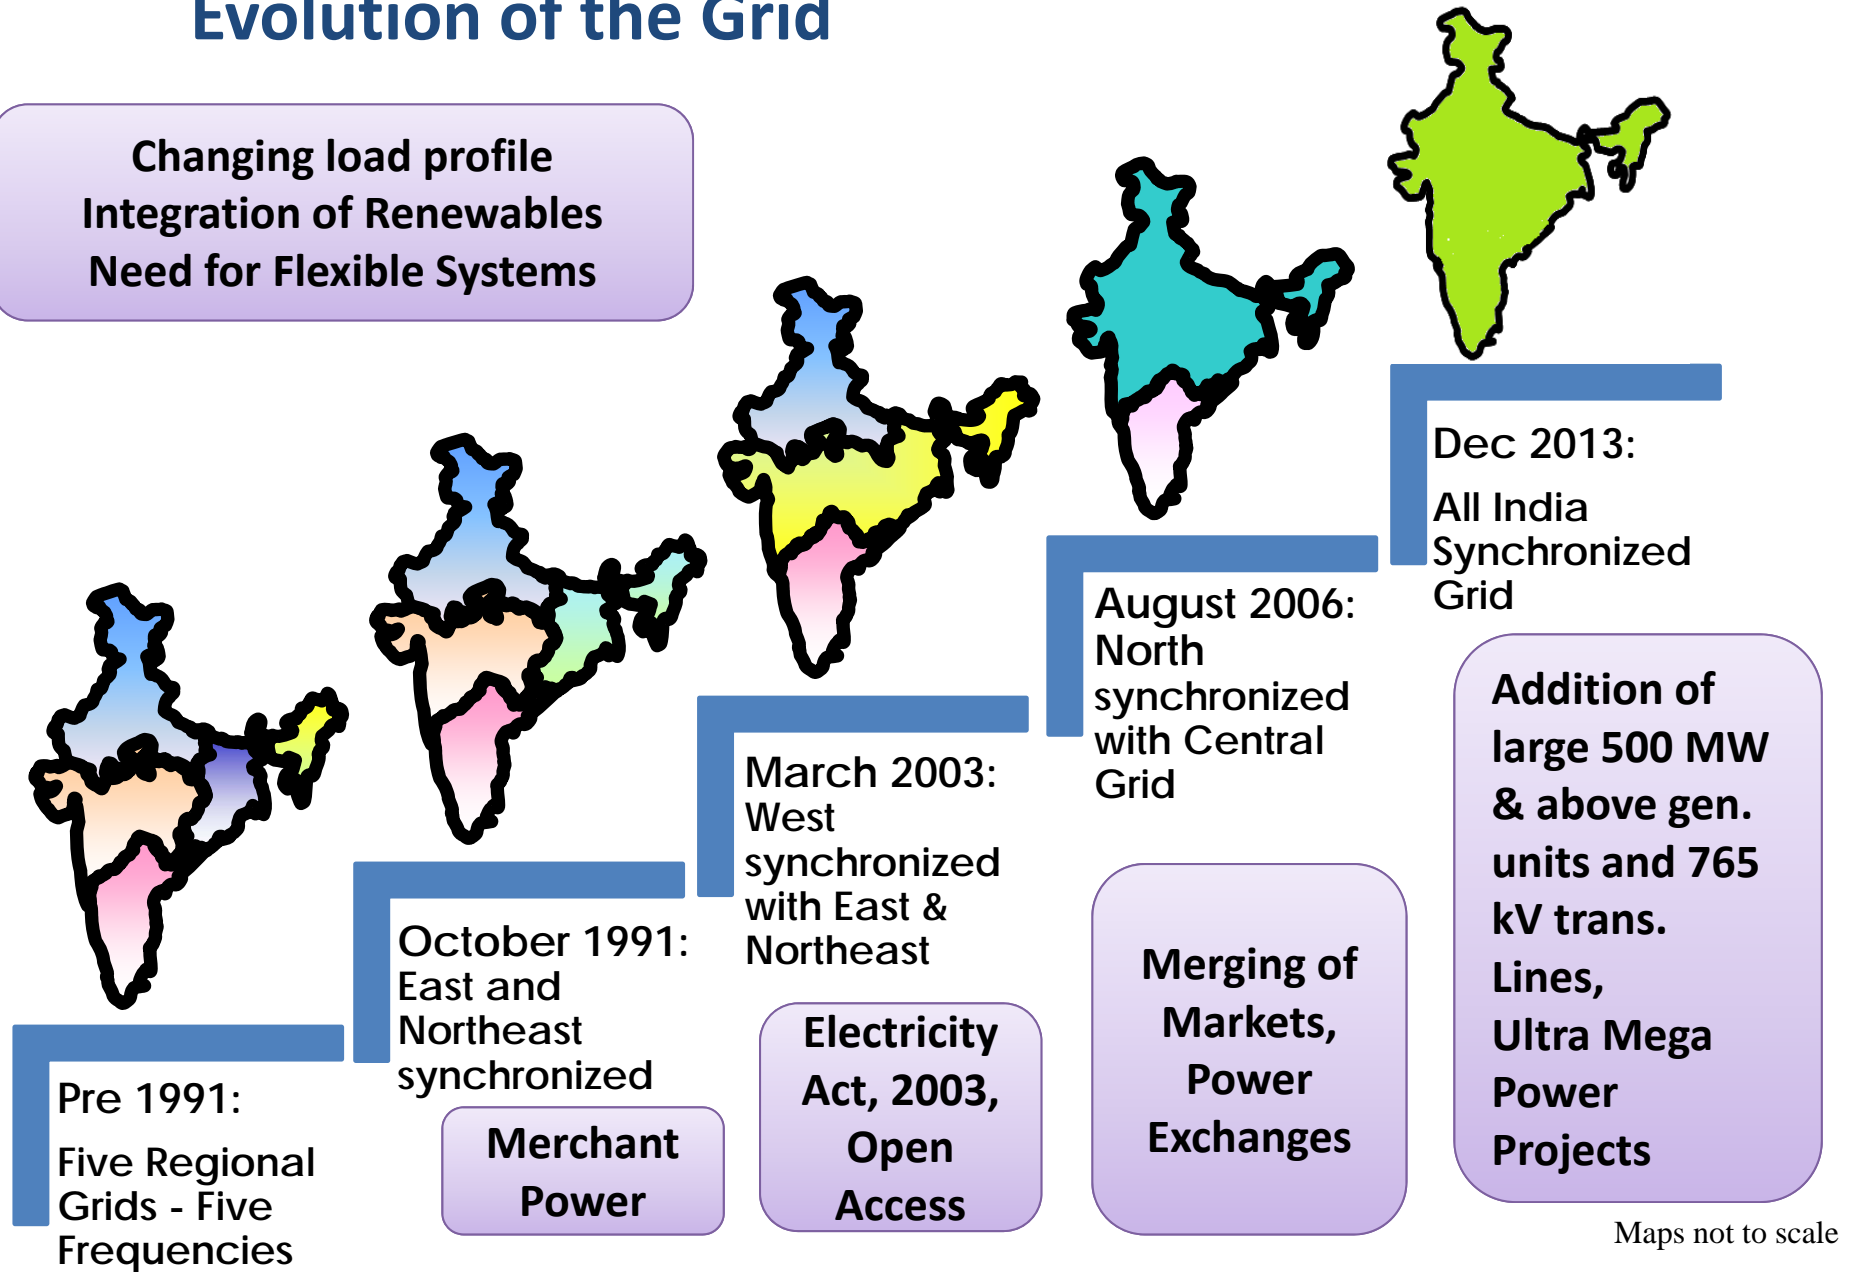 Evolution of the Grid
Changing load profile
Integration of Renewables
Need for Flexible Systems
Pre 1991:
Five Regional
Grids - Five
Frequencies
October 1991:
East and
Northeast
synchronized
Merchant
Power
March 2003:
West
synchronized
with East &
Northeast
Electricity
Act, 2003,
Open
Access
August 2006:
North
synchronized
with Central
Grid
Merging of
Markets,
Power
Exchanges
Dec 2013:
All India
Synchronized
Grid
Addition of
large 500 MW
& above gen.
units and 765
kV trans.
Lines,
Ultra Mega
Power
Projects
Maps not to scale